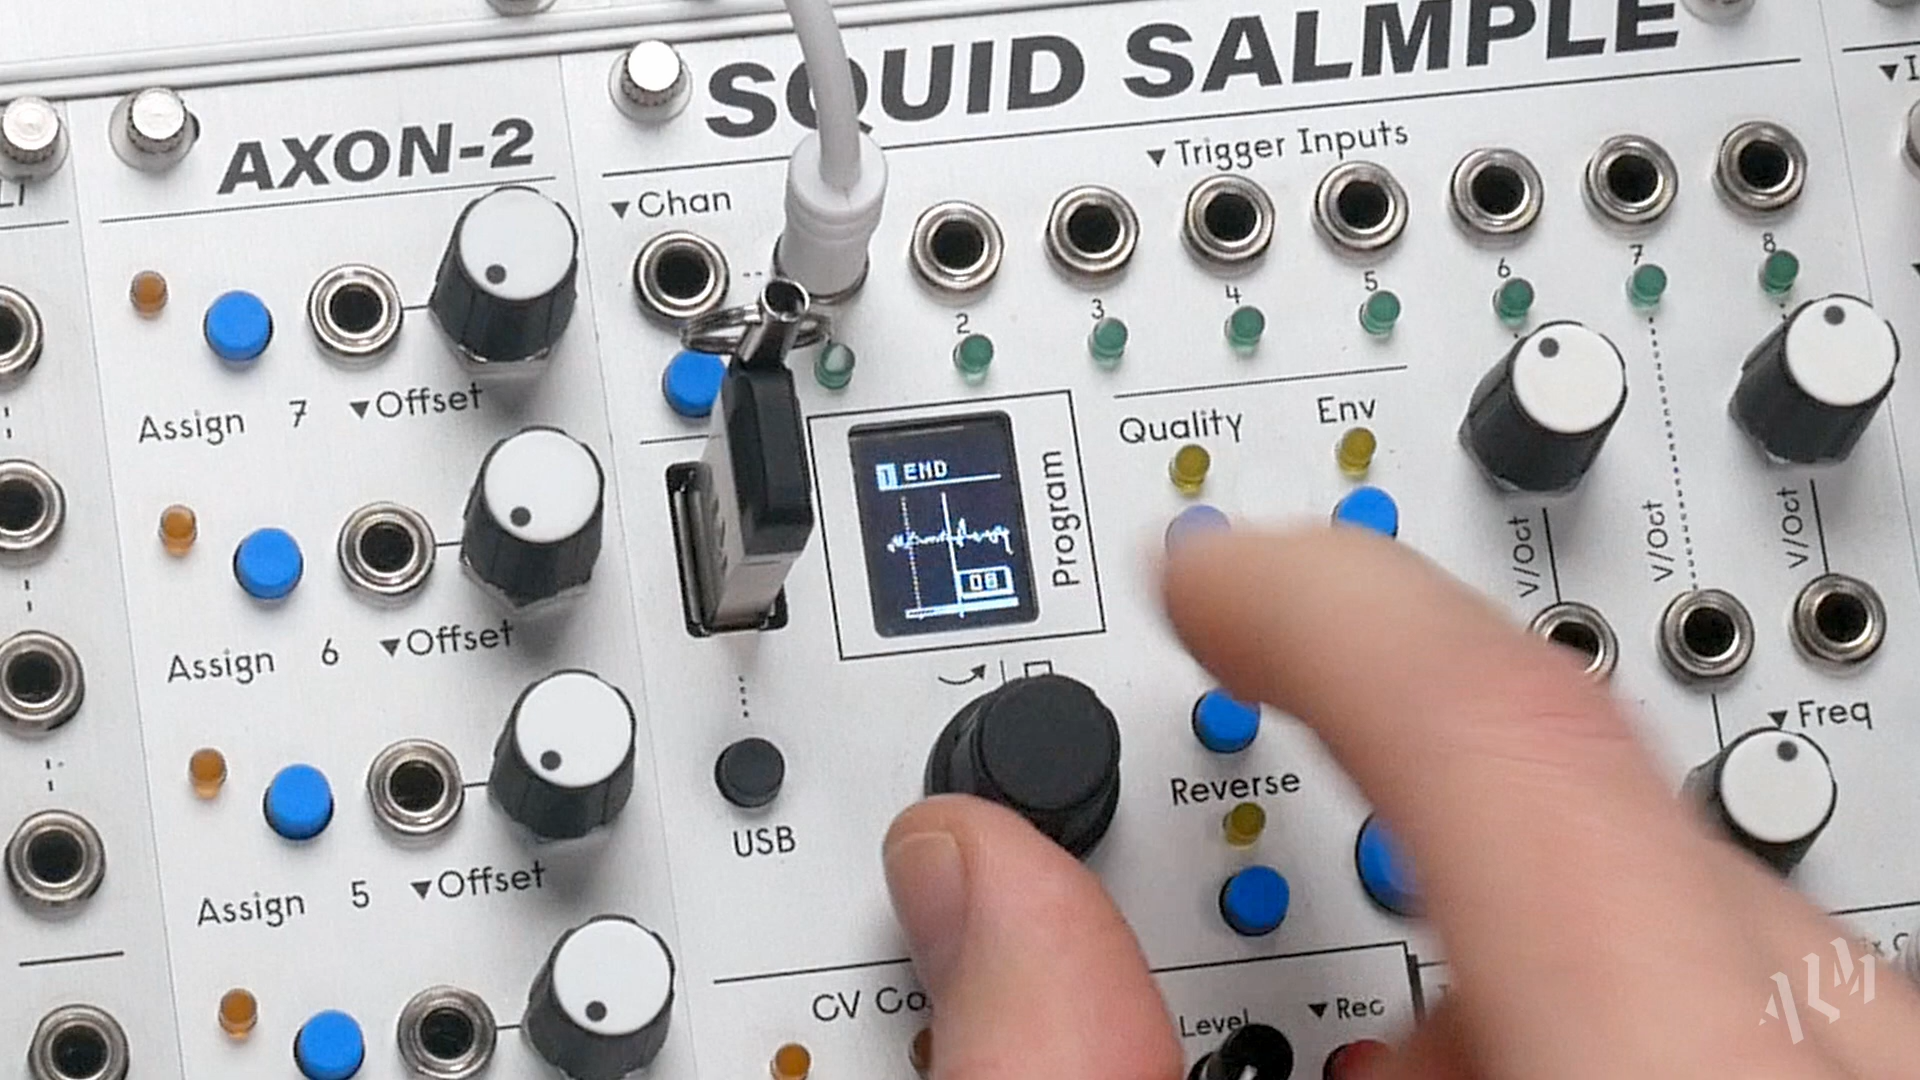 SQUID SALMPLE
AXON-2
▼Trigger Inputs
▼Chan
2 3 4 5 6 7 8
Assign 7 ▼Offset
Quality
Env
1 END
08
Program
V/Oct
V/Oct
V/Oct
Assign 6 ▼Offset
▼Freq
Reverse
USB
Assign 5 ▼Offset
Level
▼Rec